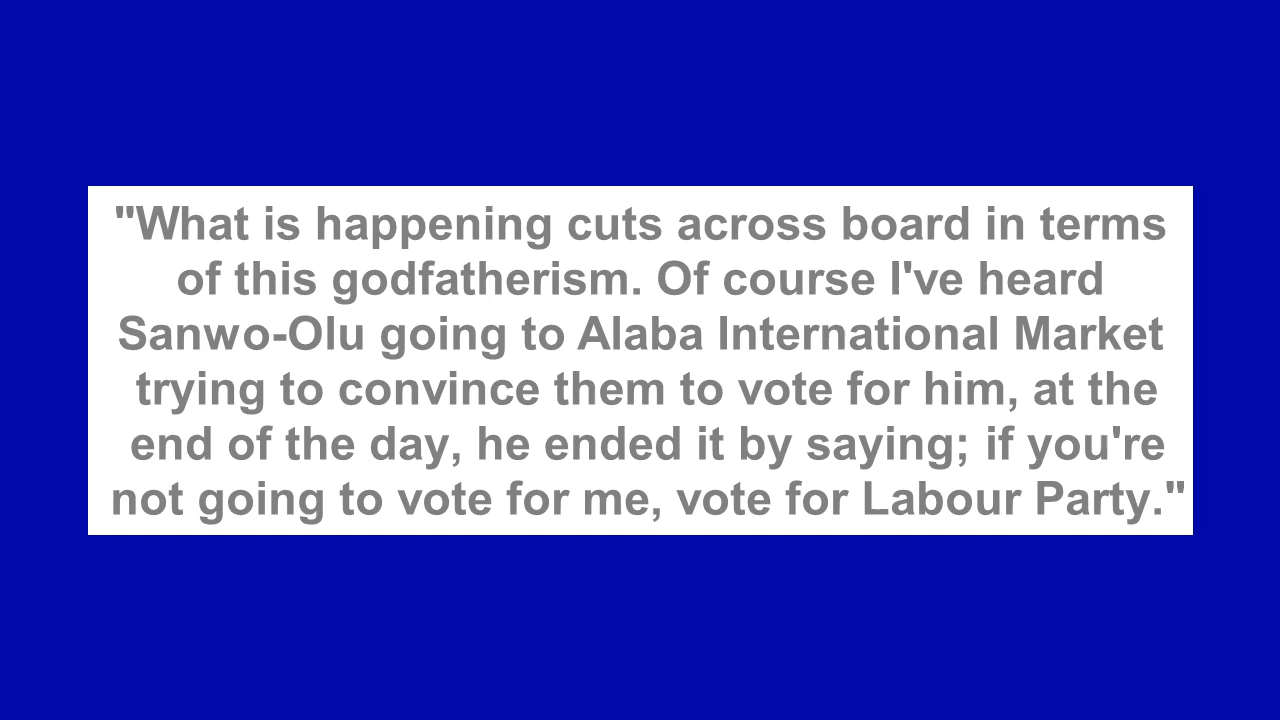 "What is happening cuts across board in terms
of this godfatherism. Of course I've heard
Sanwo-Olu going to Alaba International Market
trying to convince them to vote for him, at the
end of the day, he ended it by saying; if you're
not going to vote for me, vote for Labour Party."